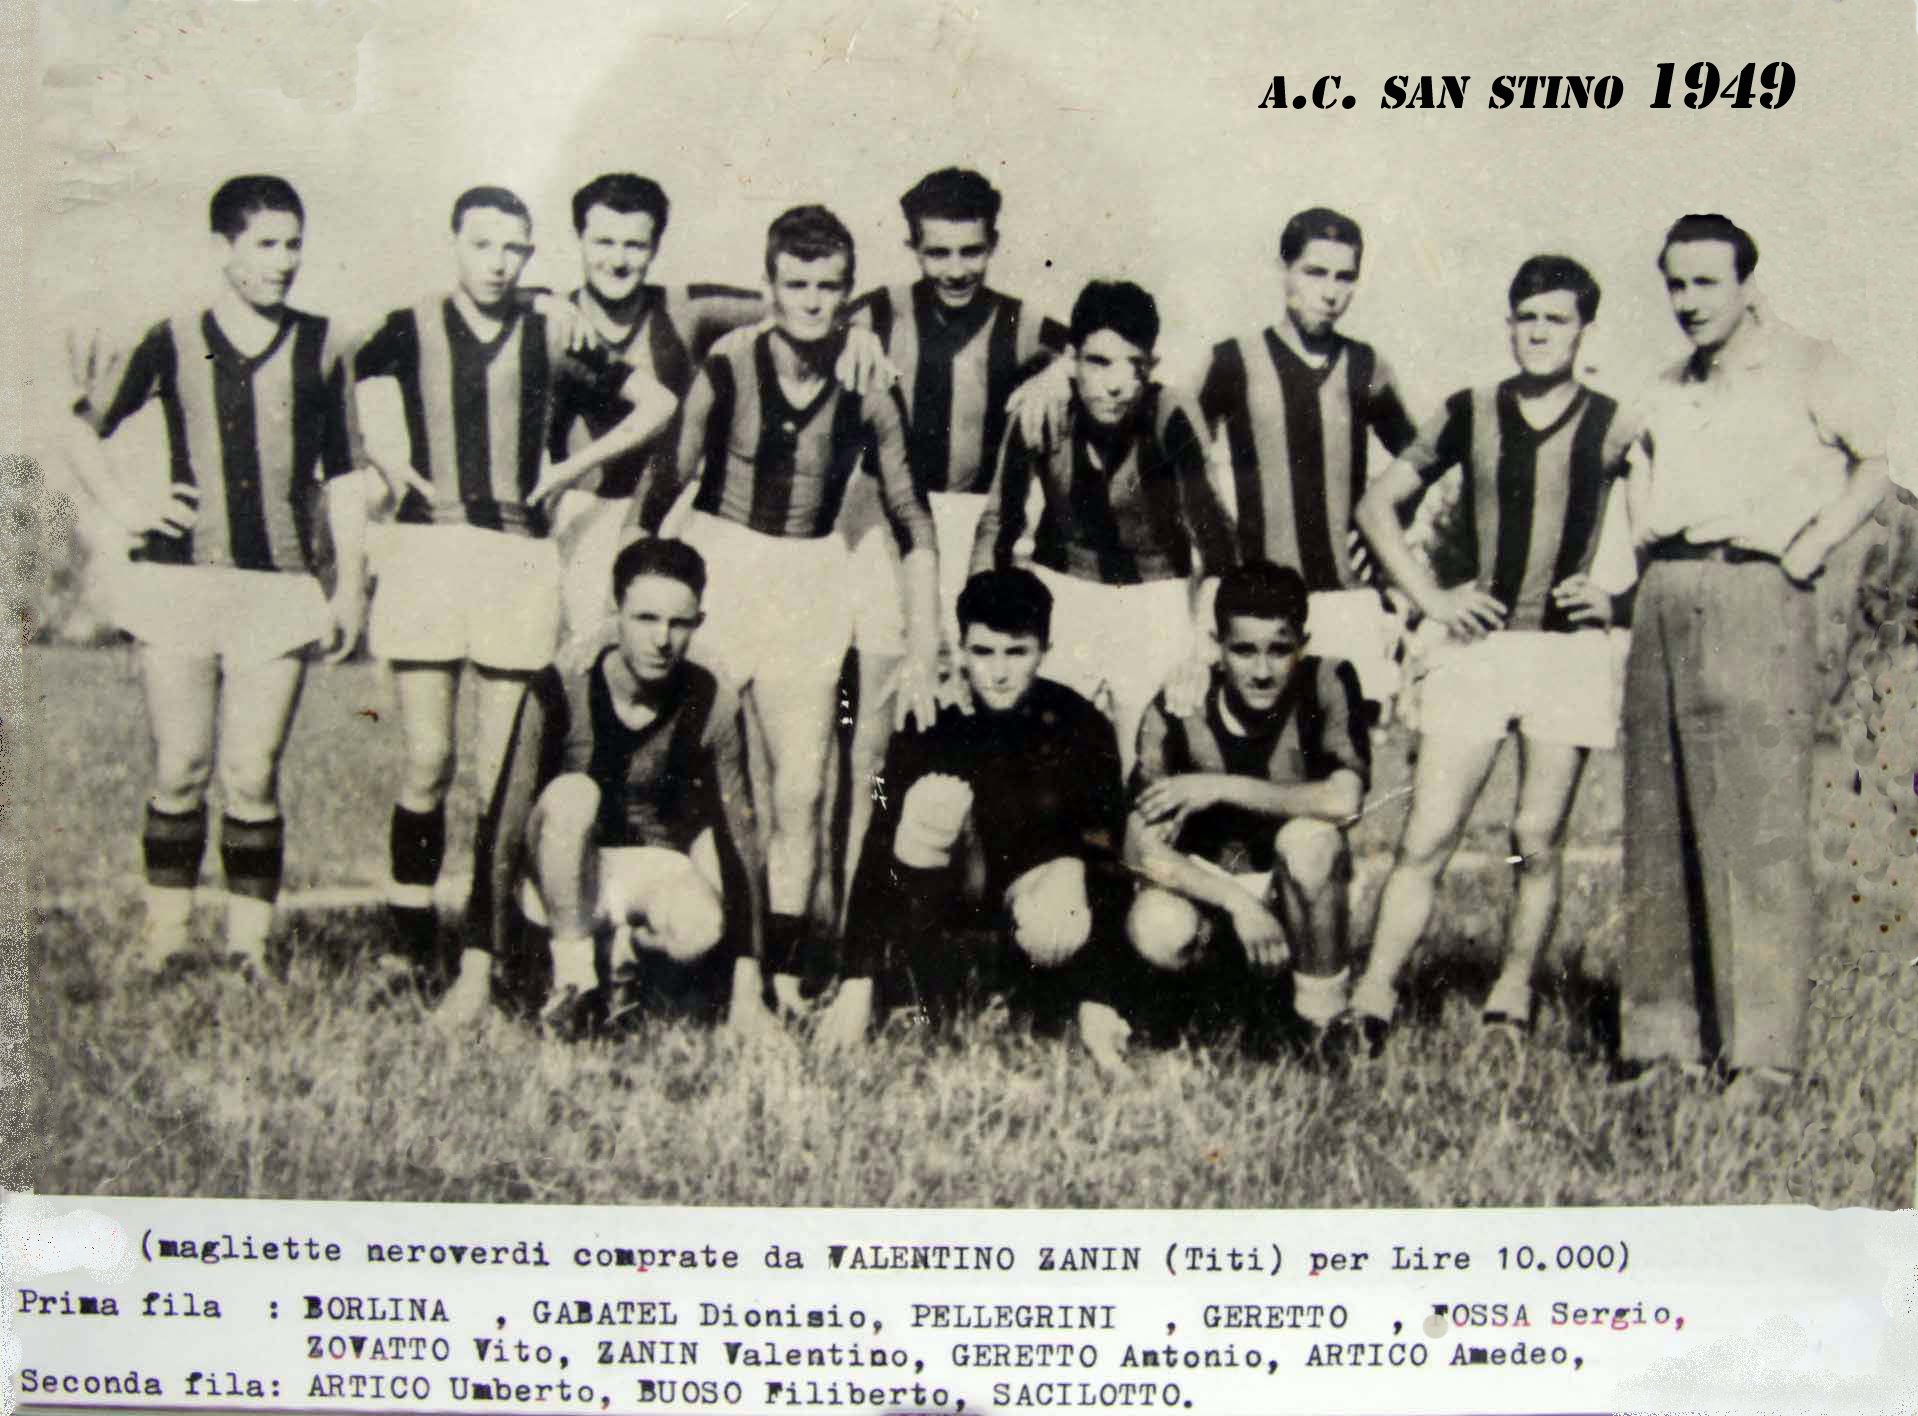 A.C. SAN STINO 1949
(magliette neroverdi comprate da VALENTINO ZANIN (Titi) per Lire 10.000)
Prima fila : BORLINA , GABATEL Dionisio, PELLEGRINI , GERETTO , FOSSA Sergio,
ZOVATTO Vito, ZANIN Valentino, GERETTO Antonio, ARTICO Amedeo,
Seconda fila: ARTICO Umberto, BUOSO Filiberto, SACILOTTO.